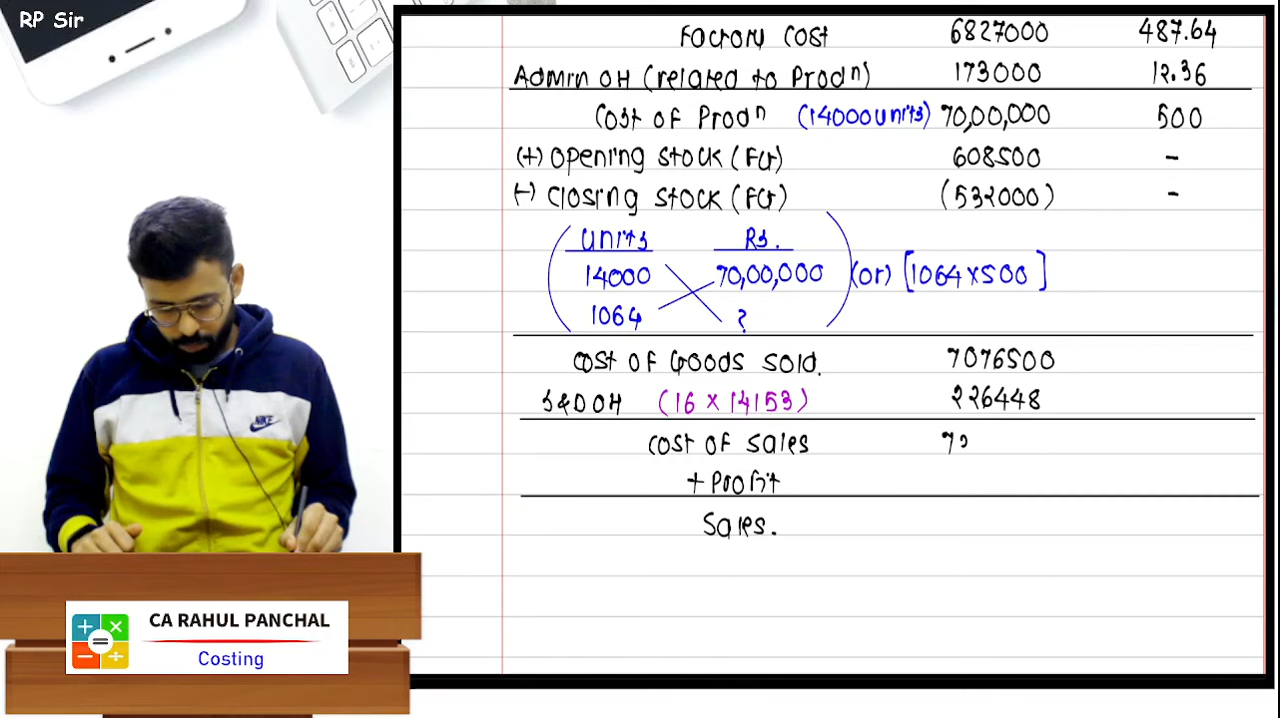 RP Sir
Factory Cost 6827000 487.64
Admin OH (related to Prodⁿ) 173000 12.36
Cost of Prodⁿ (14000 units) 70,00,000 500
(+) Opening stock (FG) 608500 -
(-) Closing stock (FG) (532000) -
units Rs.
14000 70,00,000 (or) [1064×500]
1064 ?
Cost of Goods Sold. 7076500
S&D OH (16 × 14153) 226448
Cost of Sales 7
+ Profit
Sales.
NIKE
CA RAHUL PANCHAL
Costing